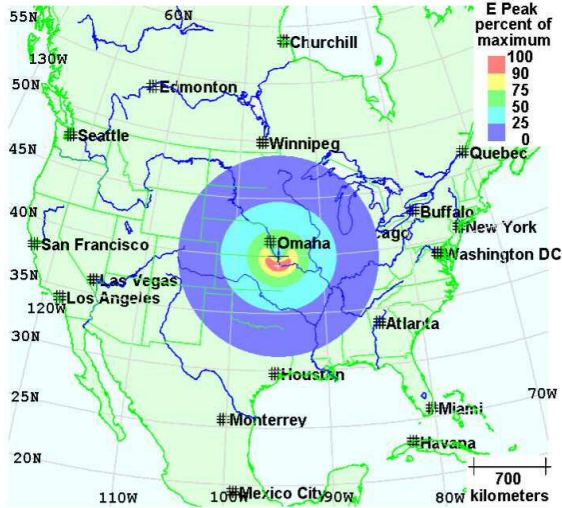 55N
60N
E Peak
percent of
maximum
100
90
75
50
25
0
Churchill
130W
50N
Edmonton
Seattle
Winnipeg
Quebec
45N
Buffalo
40N
Omaha
cago
New York
San Francisco
Washington DC
35N
Las Vegas
120W
Los Angeles
Atlanta
30N
Houston
70W
25N
Monterrey
Miami
Havana
20N
700
kilometers
110W
100W
Mexico City
90W
80W